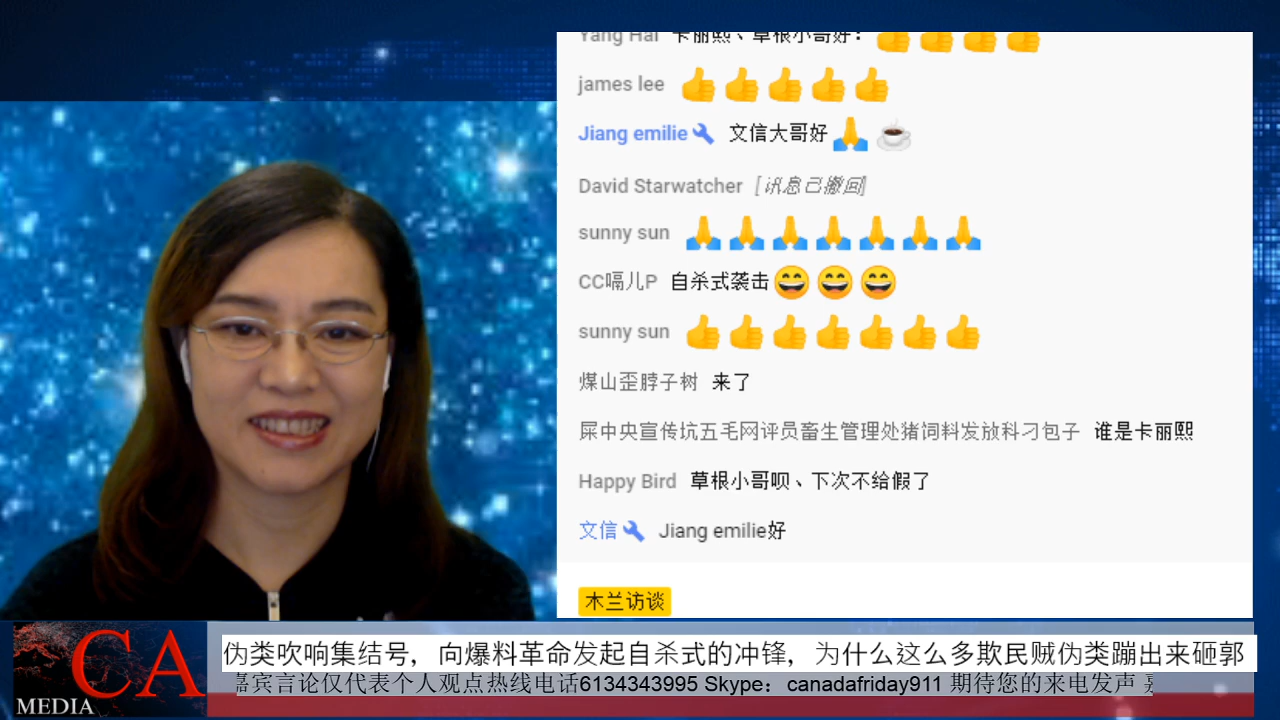 Yang Hai 卡丽熙、草根小哥好：
james lee
Jiang emilie 文信大哥好
David Starwatcher [讯息已撤回]
sunny sun
CC嗝儿P 自杀式袭击
sunny sun
煤山歪脖子树 来了
屎中央宣传坑五毛网评员畜生管理处猪饲料发放科刁包子 谁是卡丽熙
Happy Bird 草根小哥呗、下次不给假了
文信 Jiang emilie好
木兰访谈
CA
MEDIA
伪类吹响集结号，向爆料革命发起自杀式的冲锋，为什么这么多欺民贼伪类蹦出来砸郭
嘉宾言论仅代表个人观点热线电话6134343995 Skype：canadafriday911 期待您的来电发声